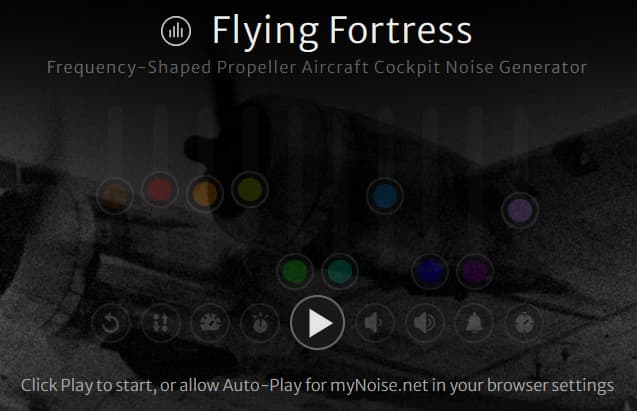 Flying Fortress
Frequency-Shaped Propeller Aircraft Cockpit Noise Generator
Click Play to start, or allow Auto-Play for myNoise.net in your browser settings